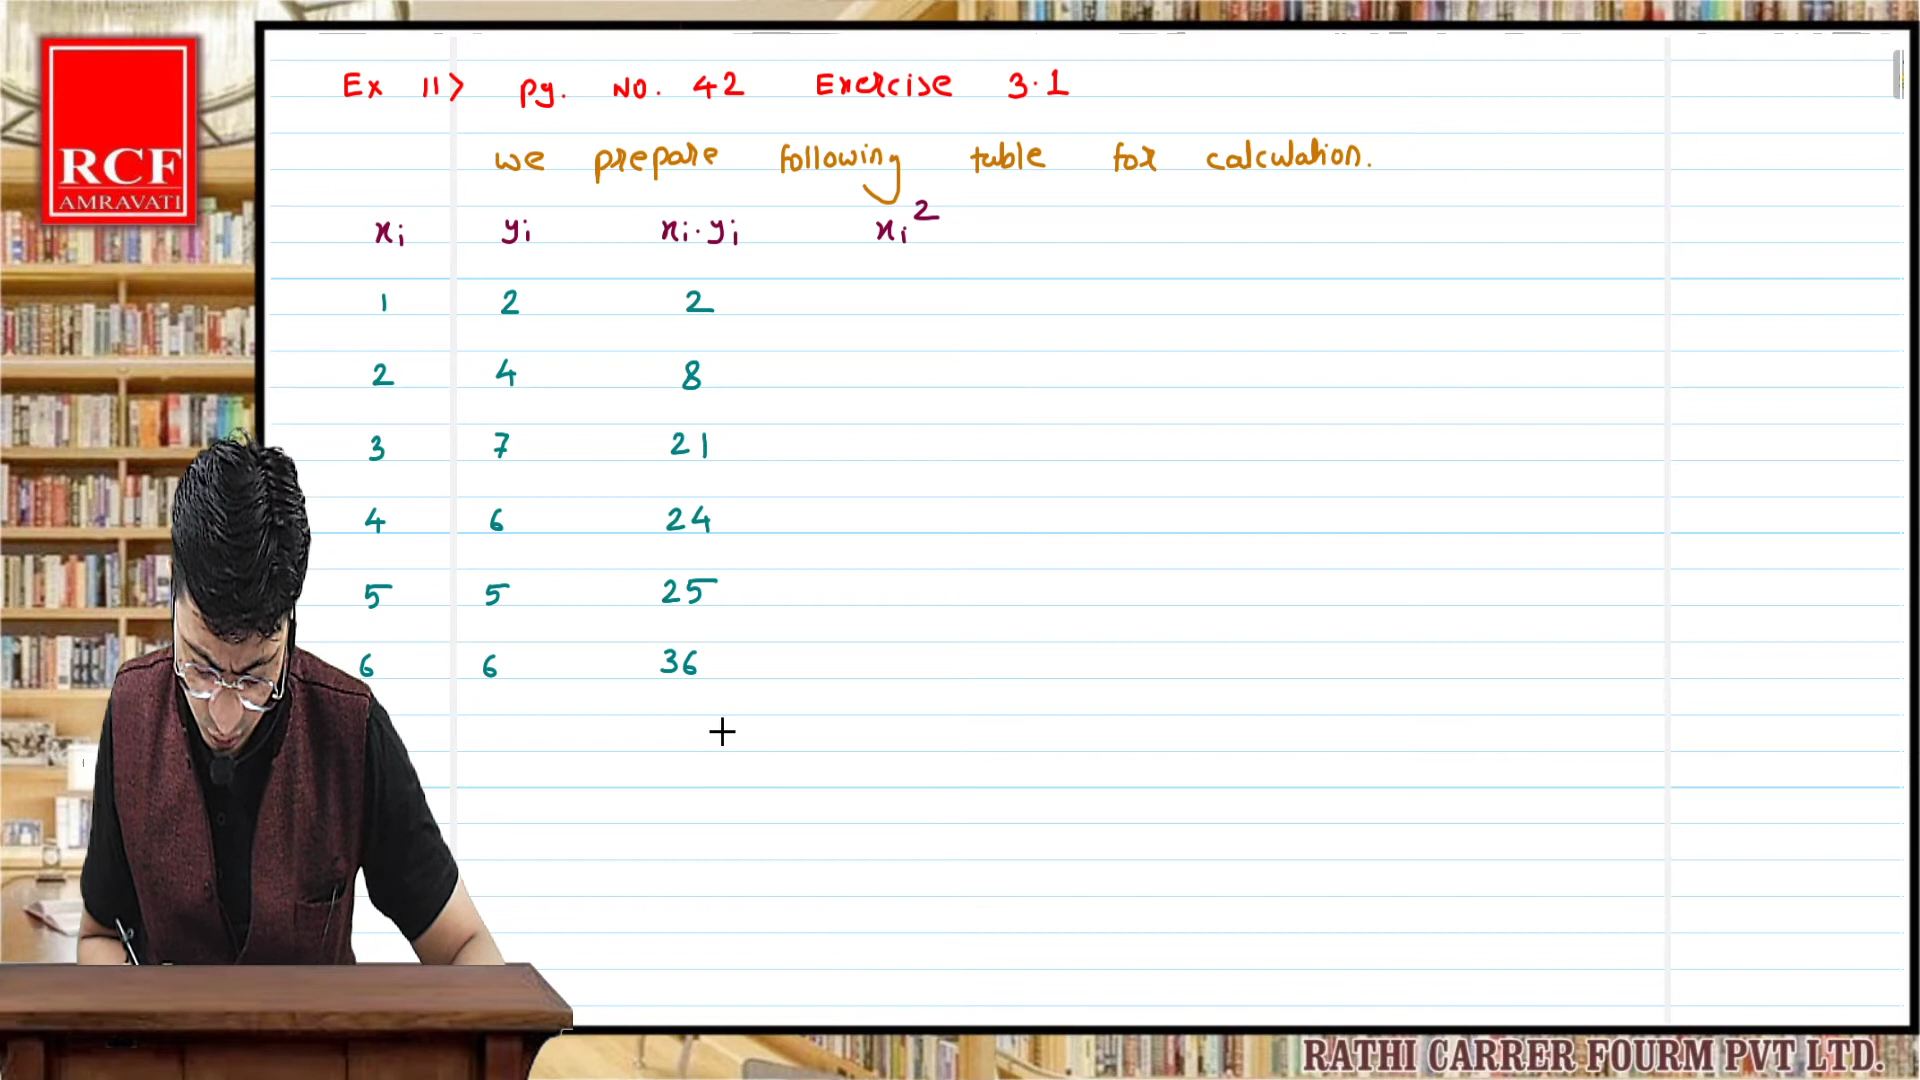 RCF
AMRAVATI
Ex 11> pg. No. 42 Exercise 3.1
we prepare following table for calculation.
xi yi xi.yi xi²
1 2 2
2 4 8
3 7 21
4 6 24
5 5 25
6 6 36
RATHI CARRER FOURM PVT LTD.